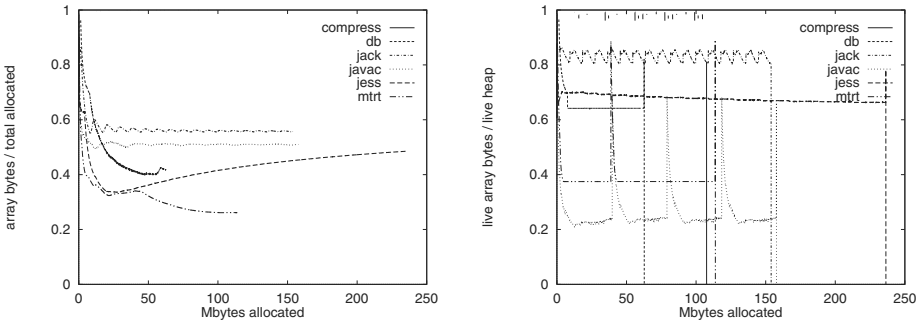 array bytes / total allocated
1
0.8
0.6
0.4
0.2
0
compress
db
jack
javac
jess
mtrt
0 50 100 150 200 250
Mbytes allocated
live array bytes / live heap
1
0.8
0.6
0.4
0.2
0
compress
db
jack
javac
jess
mtrt
0 50 100 150 200 250
Mbytes allocated